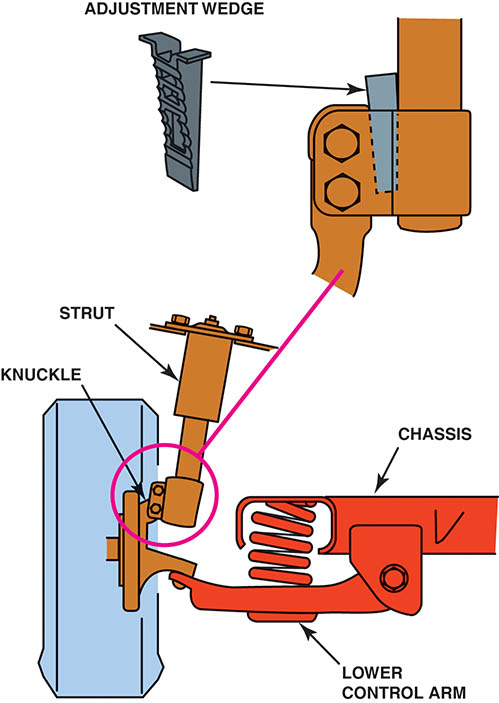 ADJUSTMENT WEDGE
STRUT
KNUCKLE
CHASSIS
LOWER
CONTROL ARM